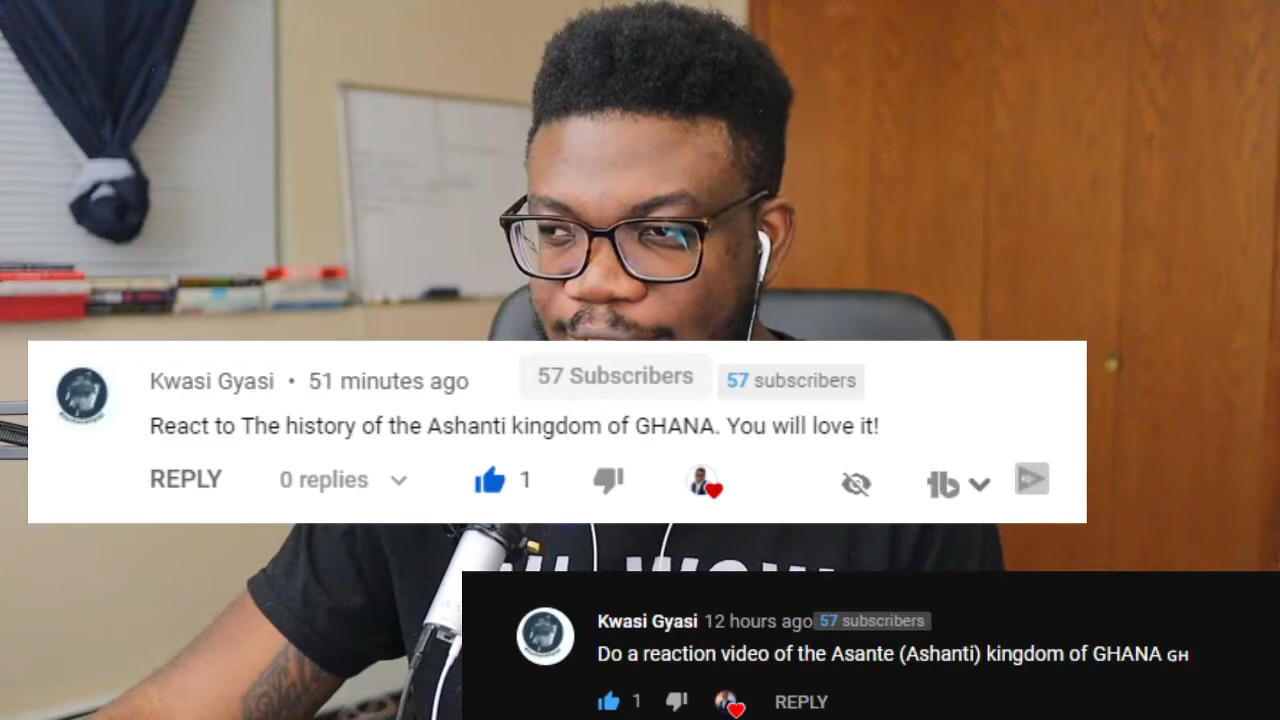 Kwasi Gyasi • 51 minutes ago 57 Subscribers 57 subscribers
React to The history of the Ashanti kingdom of GHANA. You will love it!
REPLY 0 replies 1
Kwasi Gyasi 12 hours ago 57 subscribers
Do a reaction video of the Asante (Ashanti) kingdom of GHANA GH
1 REPLY